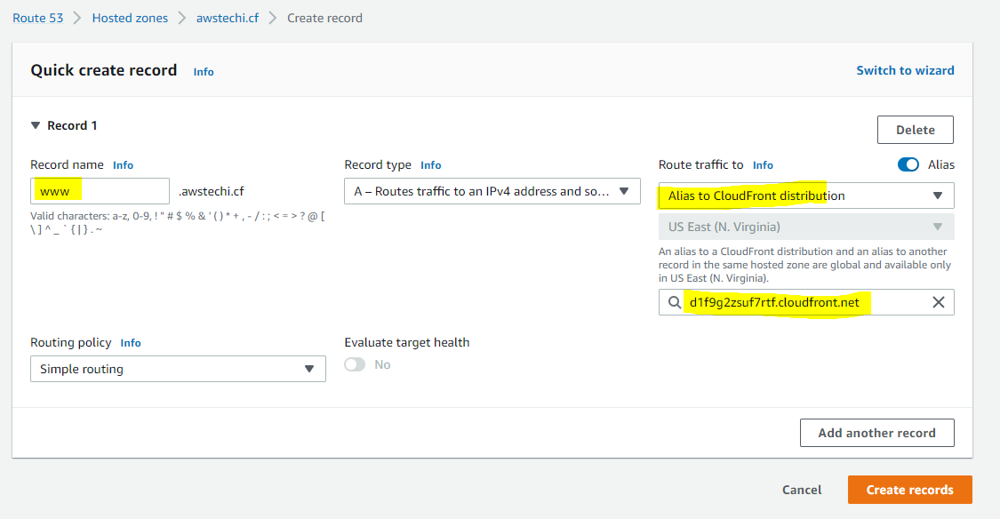 Route 53 > Hosted zones > awstechi.cf > Create record
Quick create record Info Switch to wizard
Record 1 Delete
Record name Info
www .awstechi.cf
Valid characters: a-z, 0-9, ! " # $ % & ' ( ) * + , - / : ; < = > ? @ [
\ ] ^ _ ` { | } . ~
Record type Info
A – Routes traffic to an IPv4 address and so...
Route traffic to Info Alias
Alias to CloudFront distribution
US East (N. Virginia)
An alias to a CloudFront distribution and an alias to another
record in the same hosted zone are global and available only
in US East (N. Virginia).
d1f9g2zsuf7rtf.cloudfront.net
Routing policy Info
Simple routing
Evaluate target health
No
Add another record
Cancel Create records